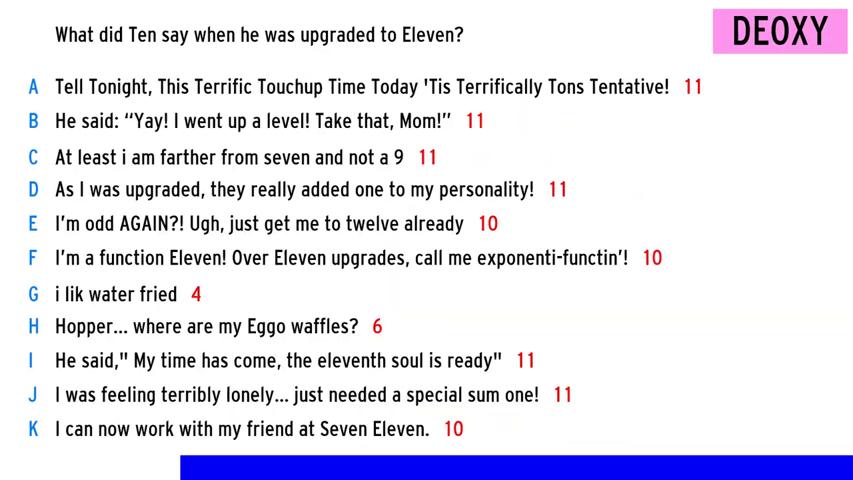 What did Ten say when he was upgraded to Eleven?
DEOXY
A Tell Tonight, This Terrific Touchup Time Today 'Tis Terrifically Tons Tentative! 11
B He said: “Yay! I went up a level! Take that, Mom!” 11
C At least i am farther from seven and not a 9 11
D As I was upgraded, they really added one to my personality! 11
E I’m odd AGAIN?! Ugh, just get me to twelve already 10
F I’m a function Eleven! Over Eleven upgrades, call me exponenti-functin’! 10
G i lik water fried 4
H Hopper... where are my Eggo waffles? 6
I He said," My time has come, the eleventh soul is ready" 11
J I was feeling terribly lonely... just needed a special sum one! 11
K I can now work with my friend at Seven Eleven. 10